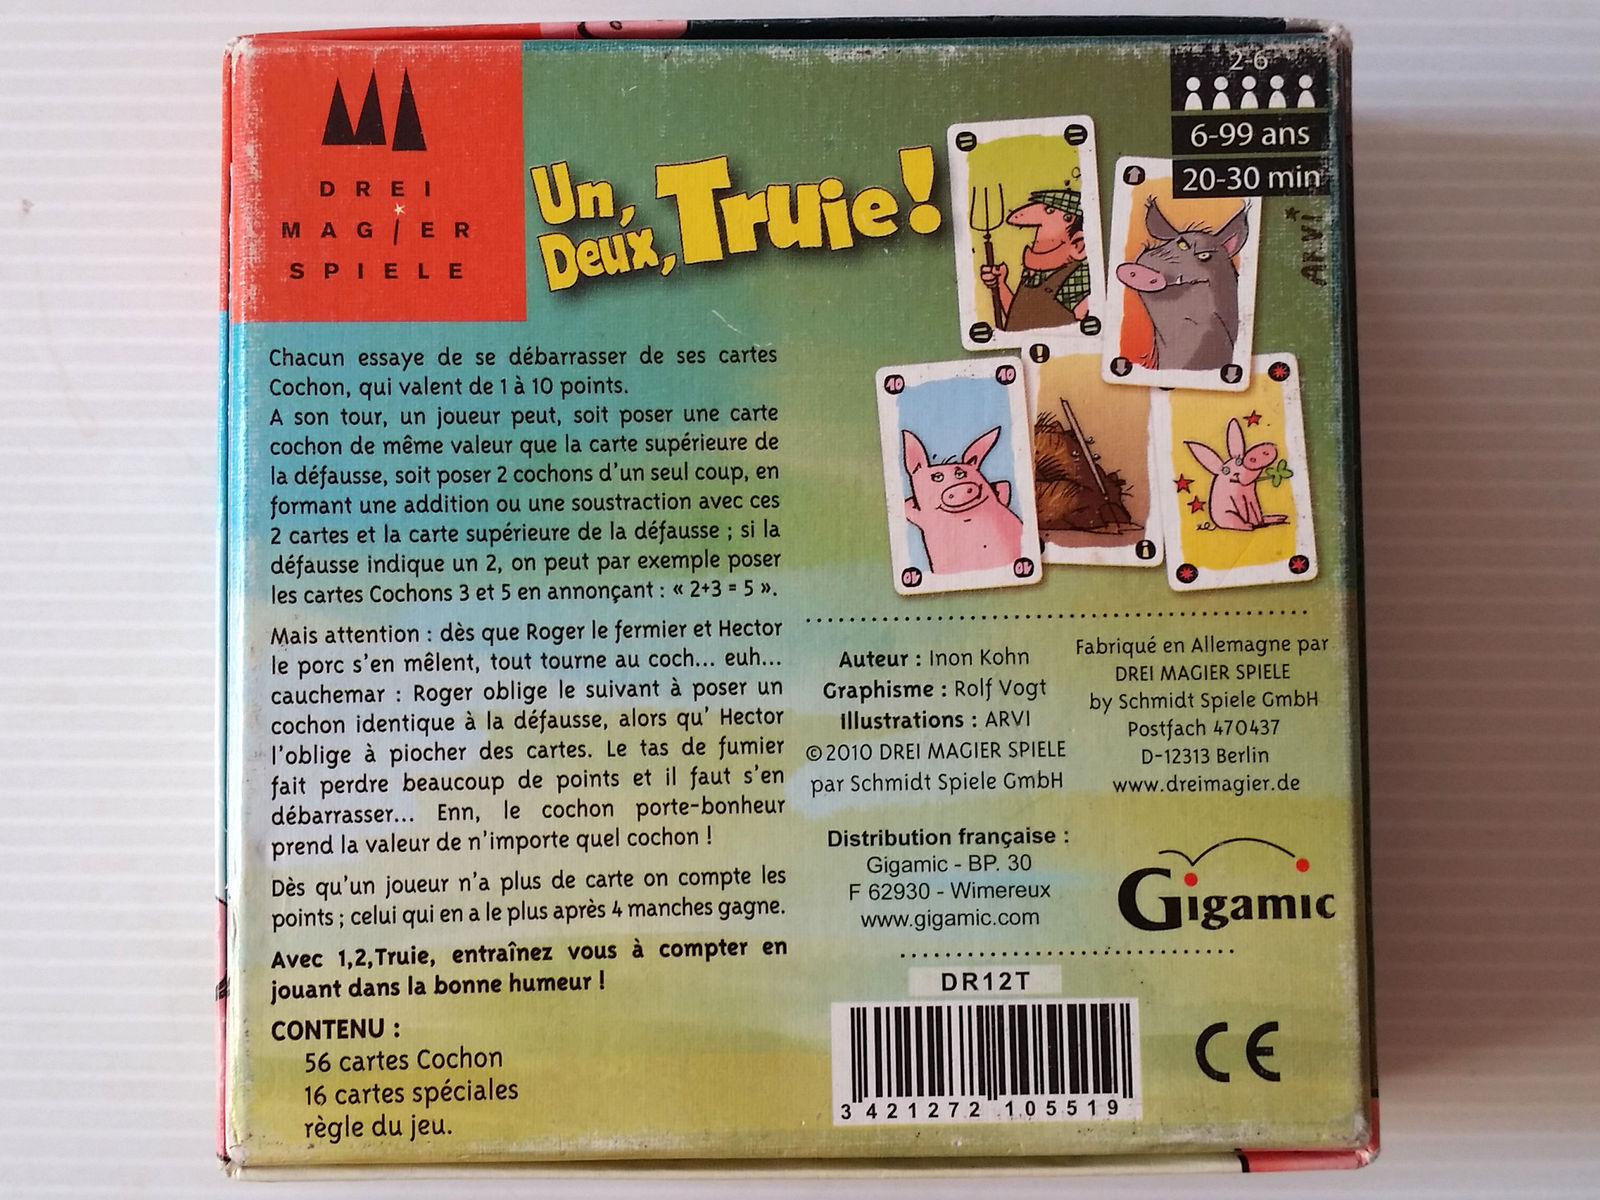 DREI
MAGIER
SPIELE
Un,
Deux, Truie!
2-6
6-99 ans
20-30 min
ARVI
10
10
10
10
Chacun essaye de se débarrasser de ses cartes
Cochon, qui valent de 1 à 10 points.
A son tour, un joueur peut, soit poser une carte
cochon de même valeur que la carte supérieure de
la défausse, soit poser 2 cochons d'un seul coup, en
formant une addition ou une soustraction avec ces
2 cartes et la carte supérieure de la défausse ; si la
défausse indique un 2, on peut par exemple poser
les cartes Cochons 3 et 5 en annonçant : « 2+3 = 5 ».
Mais attention : dès que Roger le fermier et Hector
le porc s'en mêlent, tout tourne au coch... euh...
cauchemar : Roger oblige le suivant à poser un
cochon identique à la défausse, alors qu' Hector
l'oblige à piocher des cartes. Le tas de fumier
fait perdre beaucoup de points et il faut s'en
débarrasser... Enn, le cochon porte-bonheur
prend la valeur de n'importe quel cochon !
Dès qu'un joueur n'a plus de carte on compte les
points ; celui qui en a le plus après 4 manches gagne.
Avec 1,2,Truie, entraînez vous à compter en
jouant dans la bonne humeur !
CONTENU :
56 cartes Cochon
16 cartes spéciales
règle du jeu.
Auteur : Inon Kohn
Graphisme : Rolf Vogt
Illustrations : ARVI
©2010 DREI MAGIER SPIELE
par Schmidt Spiele GmbH
Fabriqué en Allemagne par
DREI MAGIER SPIELE
by Schmidt Spiele GmbH
Postfach 470437
D-12313 Berlin
www.dreimagier.de
Distribution française :
Gigamic - BP. 30
F 62930 - Wimereux
www.gigamic.com
Gigamic
DR12T
3 421272 105519
CE